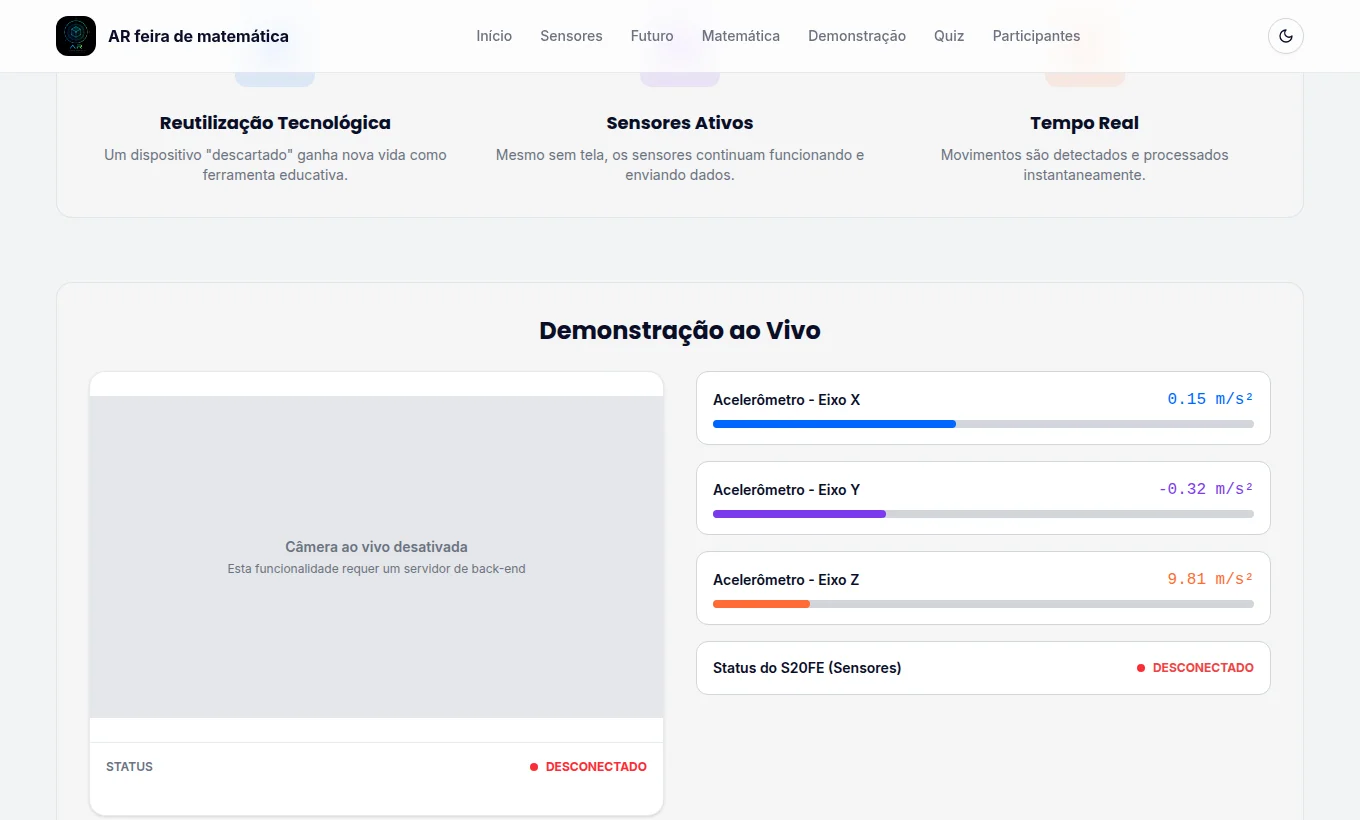 AR feira de matemática
Início
Sensores
Futuro
Matemática
Demonstração
Quiz
Participantes
Reutilização Tecnológica
Um dispositivo "descartado" ganha nova vida como
ferramenta educativa.
Sensores Ativos
Mesmo sem tela, os sensores continuam funcionando e
enviando dados.
Tempo Real
Movimentos são detectados e processados
instantaneamente.
Demonstração ao Vivo
Câmera ao vivo desativada
Esta funcionalidade requer um servidor de back-end
STATUS
DESCONECTADO
Acelerômetro - Eixo X
0.15 m/s²
Acelerômetro - Eixo Y
-0.32 m/s²
Acelerômetro - Eixo Z
9.81 m/s²
Status do S20FE (Sensores)
DESCONECTADO